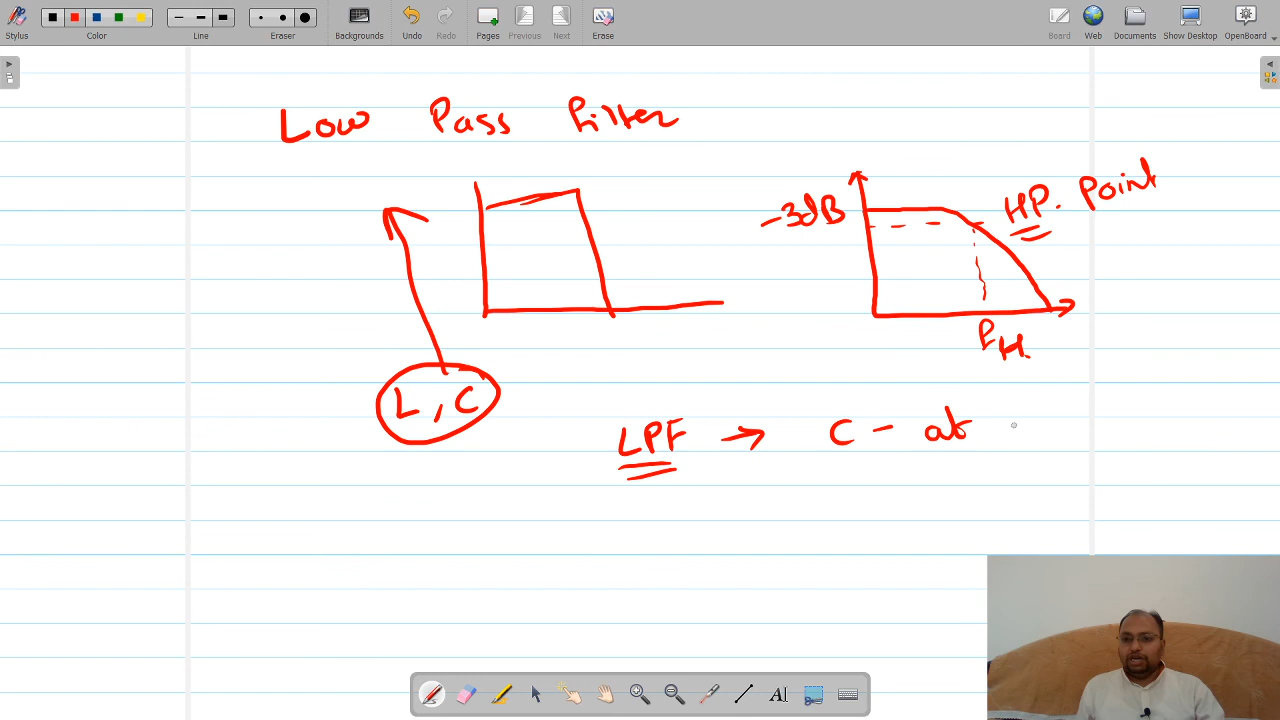 Stylus
Color
Line
Eraser
Backgrounds
Undo
Redo
Pages
Previous
Next
Erase
Board
Web
Documents
Show Desktop
OpenBoard
Low Pass Filter
-3dB
HP. Point
fH.
L, C
LPF → C - at
AI